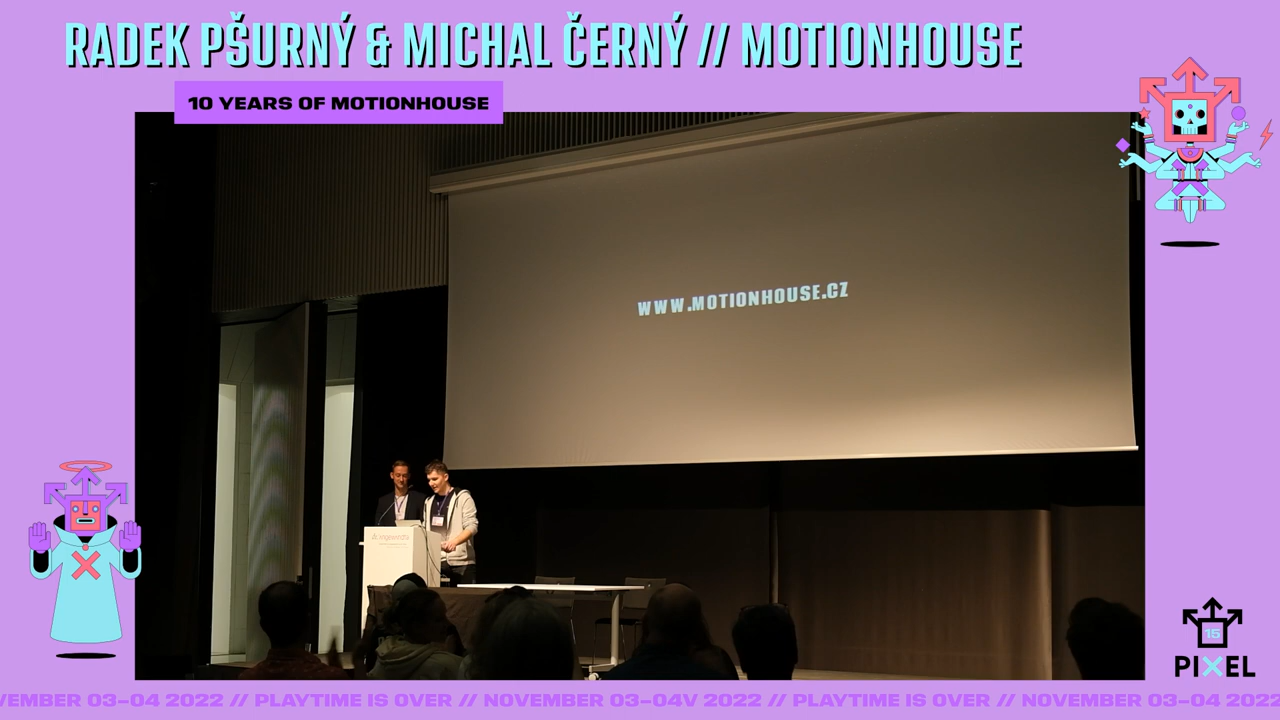 RADEK PŠURNÝ & MICHAL ČERNÝ // MOTIONHOUSE
10 YEARS OF MOTIONHOUSE
WWW.MOTIONHOUSE.CZ
15
PIXEL
VEMBER 03-04 2022 // PLAYTIME IS OVER // NOVEMBER 03-04V 2022 // PLAYTIME IS OVER // NOVEMBER 03-04 2022